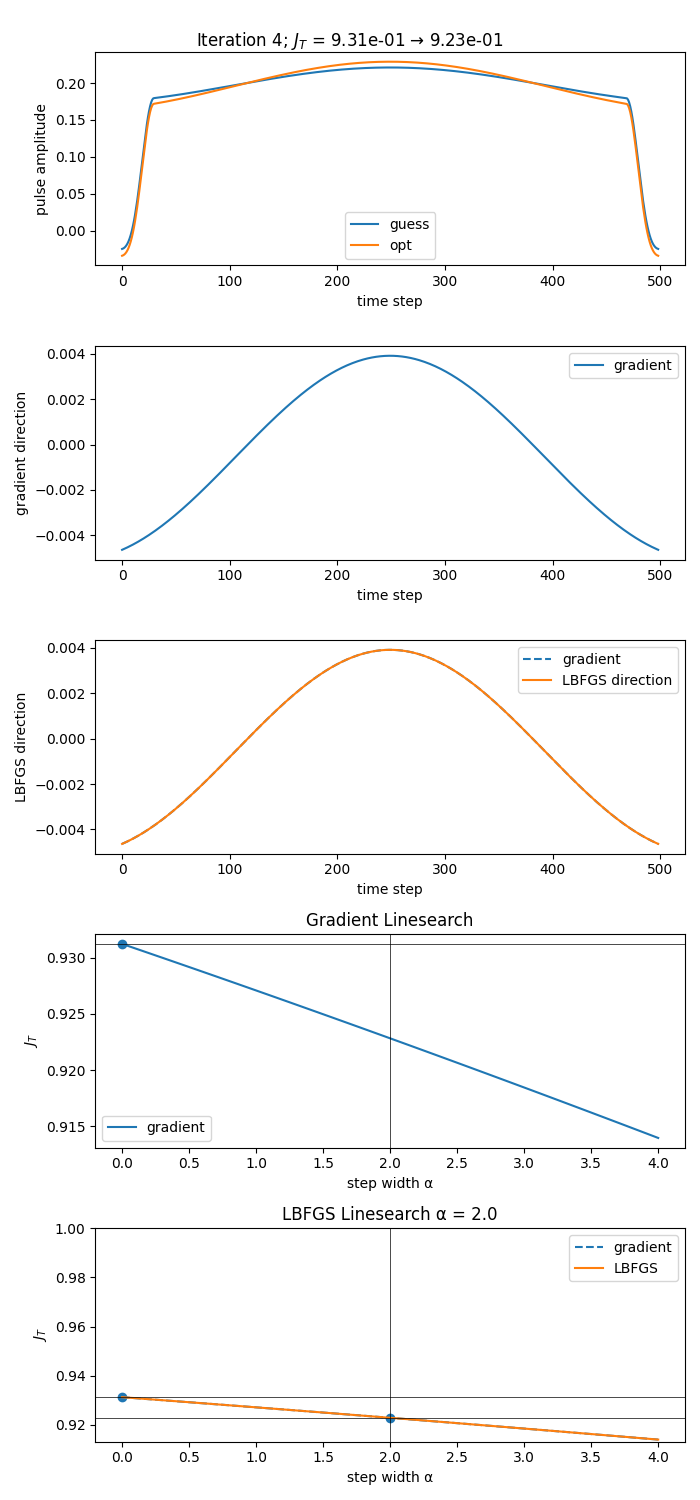 Iteration 4; J_T = 9.31e-01 → 9.23e-01
pulse amplitude
0.20
0.15
0.10
0.05
0.00
guess
opt
0 100 200 300 400 500
time step
gradient direction
0.004
0.002
0.000
−0.002
−0.004
gradient
0 100 200 300 400 500
time step
LBFGS direction
0.004
0.002
0.000
−0.002
−0.004
gradient
LBFGS direction
0 100 200 300 400 500
time step
Gradient Linesearch
J_T
0.930
0.925
0.920
0.915
gradient
0.0 0.5 1.0 1.5 2.0 2.5 3.0 3.5 4.0
step width α
LBFGS Linesearch α = 2.0
J_T
1.00
0.98
0.96
0.94
0.92
gradient
LBFGS
0.0 0.5 1.0 1.5 2.0 2.5 3.0 3.5 4.0
step width α